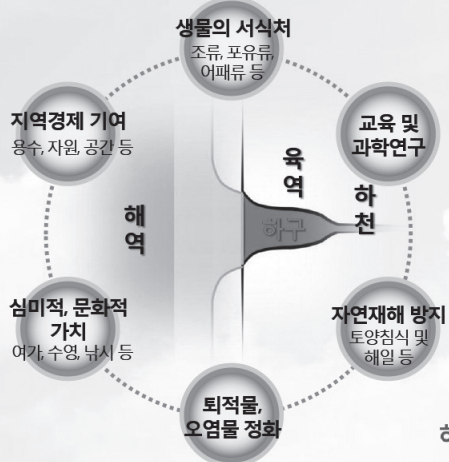 생물의 서식처
조류, 포유류,
어패류 등
지역경제 기여
용수, 자원, 공간 등
교육 및
과학연구
해역
육역
하구
하천
심미적, 문화적
가치
여가, 수영, 낚시 등
자연재해 방지
토양침식 및
해일 등
퇴적물,
오염물 정화